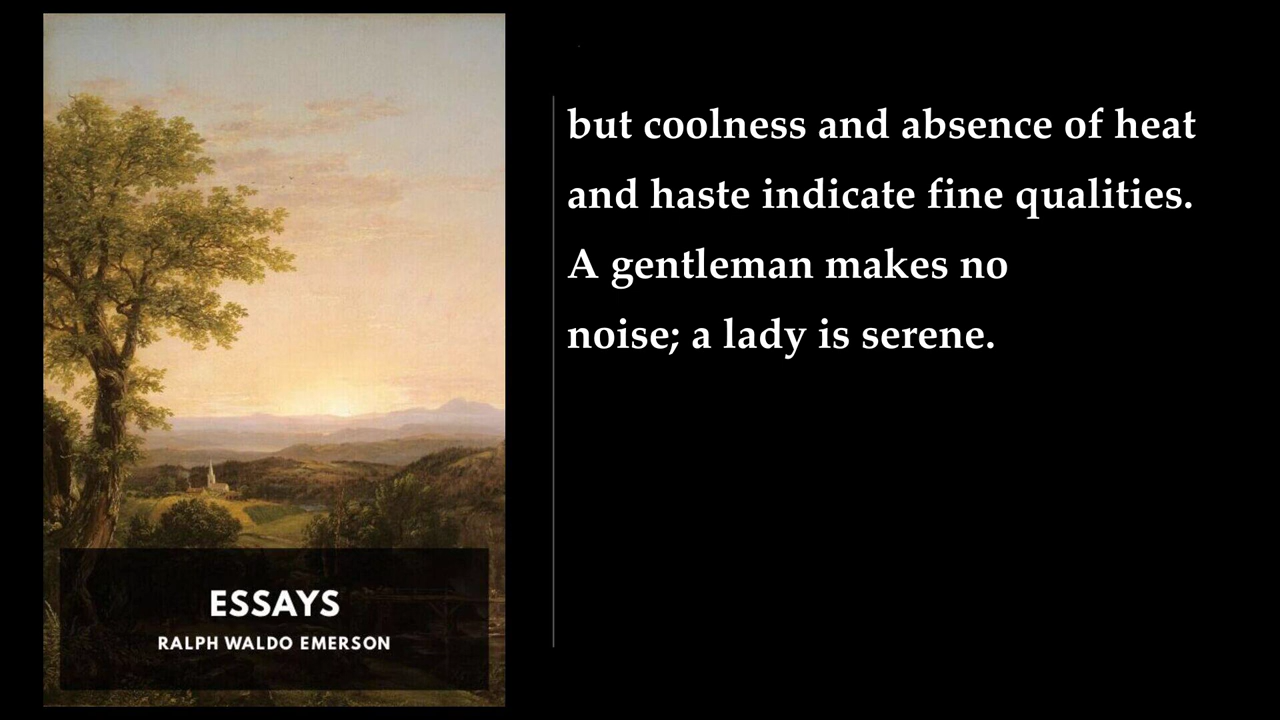 ESSAYS
RALPH WALDO EMERSON
but coolness and absence of heat
and haste indicate fine qualities.
A gentleman makes no
noise; a lady is serene.